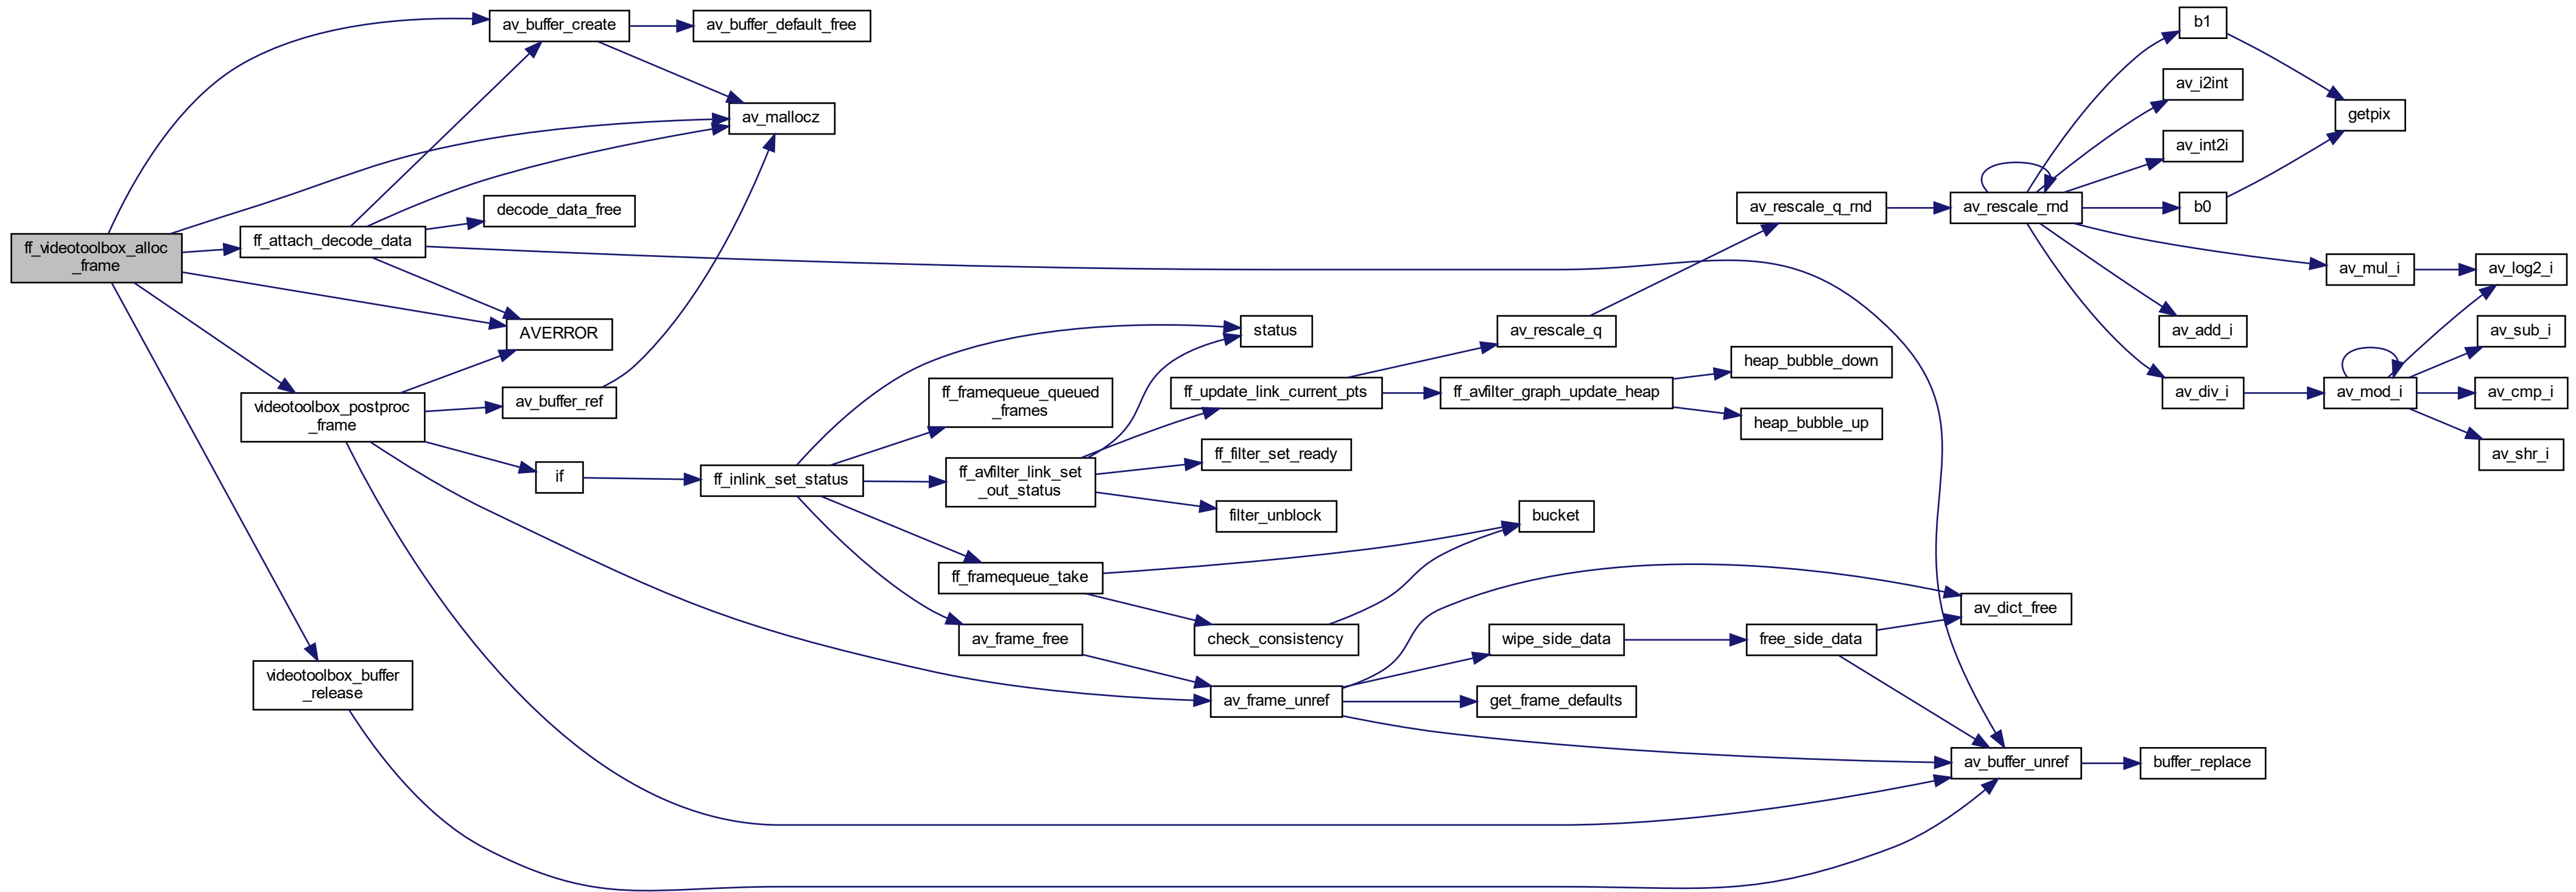 ff_videotoolbox_alloc
_frame
av_buffer_create
av_buffer_default_free
av_mallocz
decode_data_free
ff_attach_decode_data
AVERROR
videotoolbox_postproc
_frame
av_buffer_ref
if
videotoolbox_buffer
_release
ff_inlink_set_status
status
ff_framequeue_queued
_frames
ff_avfilter_link_set
_out_status
ff_framequeue_take
av_frame_free
ff_update_link_current_pts
ff_filter_set_ready
filter_unblock
check_consistency
av_frame_unref
av_rescale_q
ff_avfilter_graph_update_heap
bucket
wipe_side_data
get_frame_defaults
av_rescale_q_rnd
heap_bubble_down
heap_bubble_up
free_side_data
av_rescale_rnd
av_dict_free
av_buffer_unref
buffer_replace
b1
av_i2int
av_int2i
b0
av_mul_i
av_add_i
av_div_i
getpix
av_mod_i
av_log2_i
av_sub_i
av_cmp_i
av_shr_i